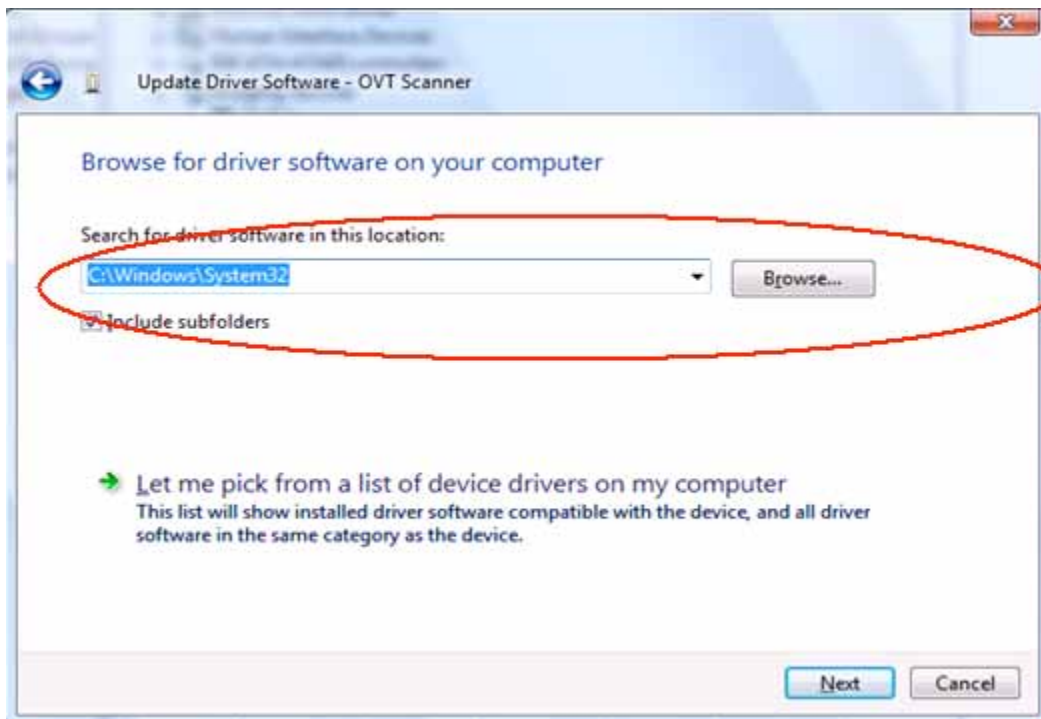 Update Driver Software - OVT Scanner
Browse for driver software on your computer
Search for driver software in this location:
C:\Windows\System32
Browse...
Include subfolders
Let me pick from a list of device drivers on my computer
This list will show installed driver software compatible with the device, and all driver
software in the same category as the device.
Next
Cancel